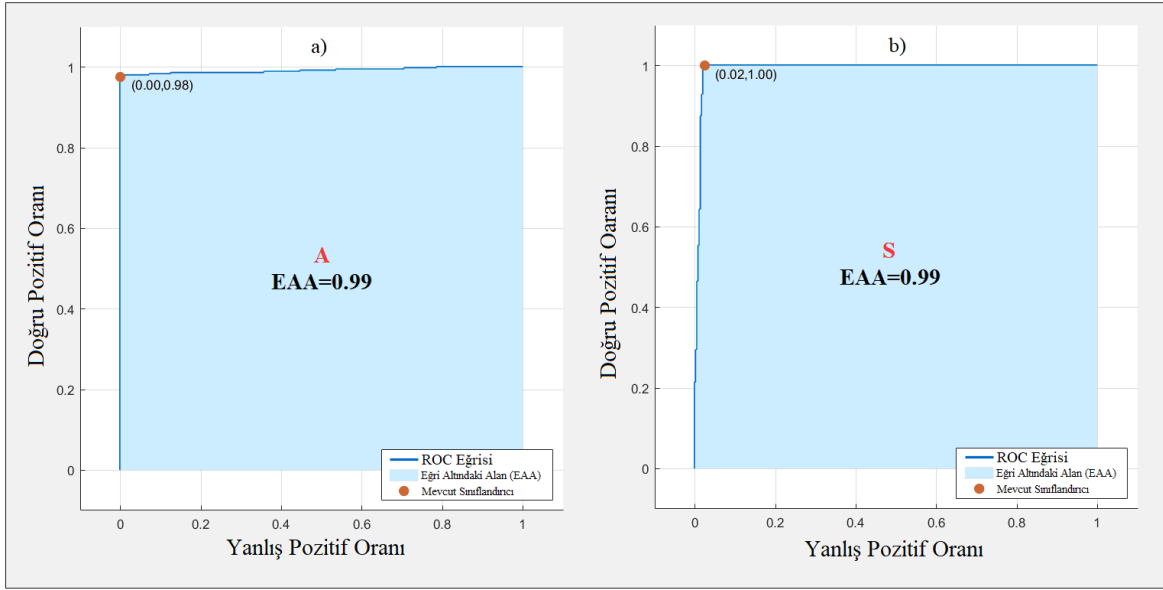 a)
1
0.8
0.6
0.4
0.2
0
(0.00,0.98)
A
EAA=0.99
Doğru Pozitif Oranı
ROC Eğrisi
Eğri Altındaki Alan (EAA)
Mevcut Sınıflandırıcı
0 0.2 0.4 0.6 0.8 1
Yanlış Pozitif Oranı
b)
1
0.8
0.6
0.4
0.2
0
(0.02,1.00)
S
EAA=0.99
Doğru Pozitif Oaranı
ROC Eğrisi
Eğri Altındaki Alan (EAA)
Mevcut Sınıflandırıcı
0 0.2 0.4 0.6 0.8 1
Yanlış Pozitif Oranı